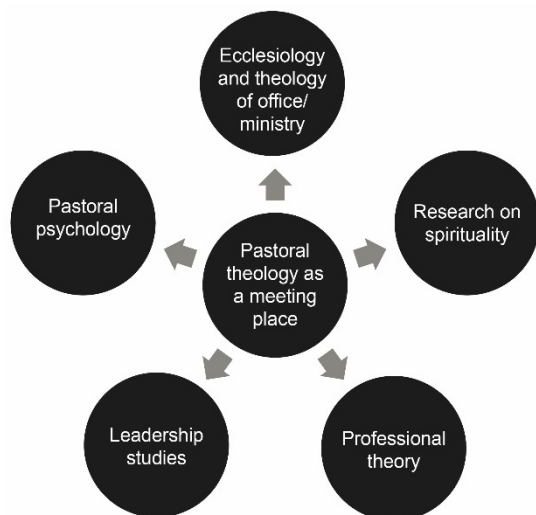 Ecclesiology
and theology
of office/
ministry
Pastoral
psychology
Research on
spirituality
Pastoral
theology as
a meeting
place
Leadership
studies
Professional
theory